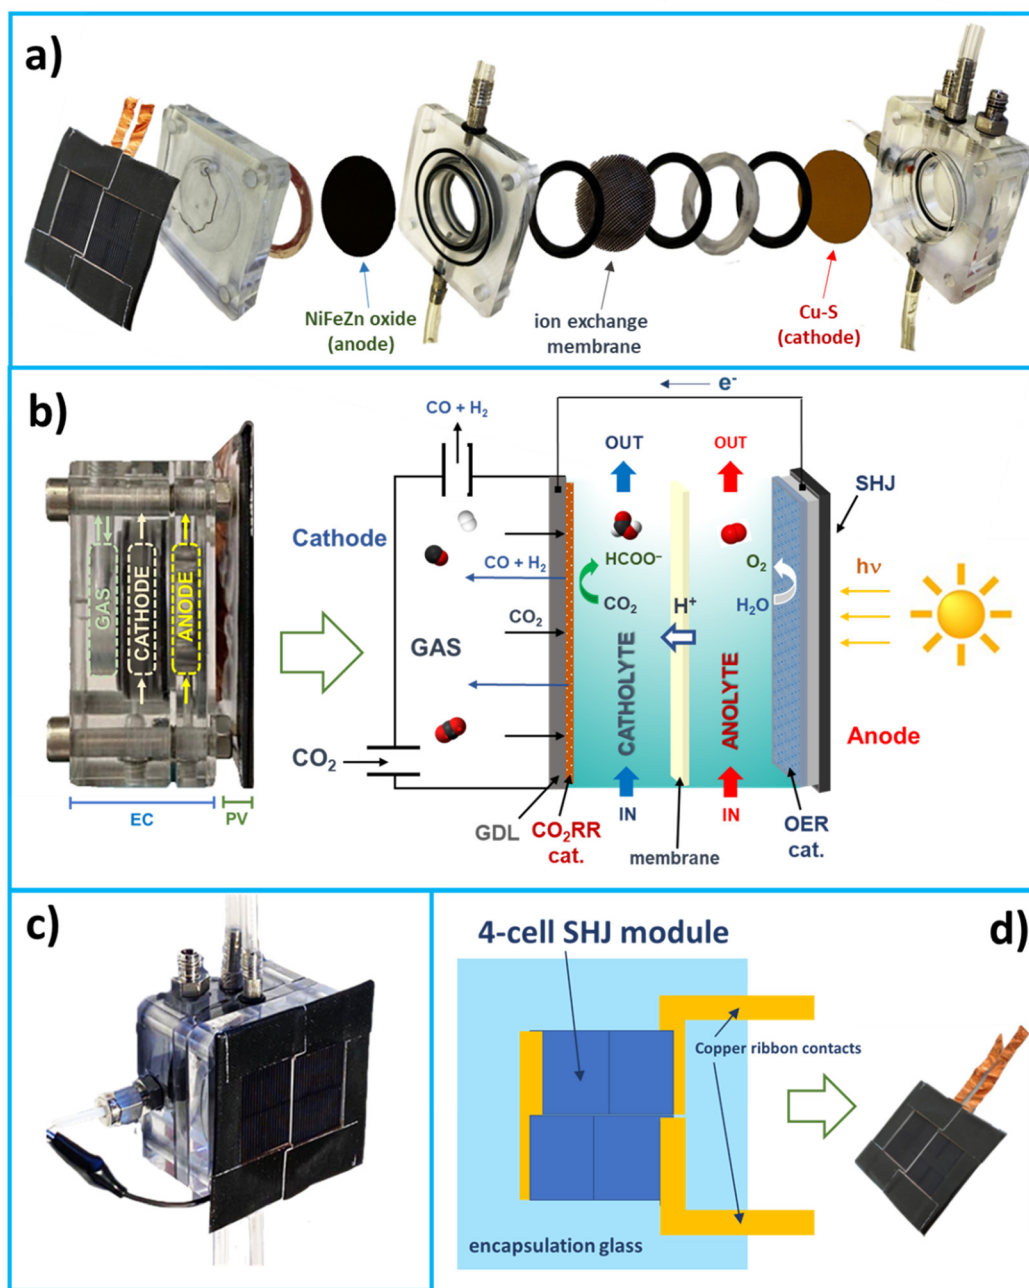 a)
NiFeZn oxide
(anode)
ion exchange
membrane
Cu-S
(cathode)
b)
e-
CO + H₂
OUT
OUT
SHJ
Cathode
GAS
CATHODE
ANODE
CO + H₂
HCOO⁻
O₂
hν
CO₂
CO₂
H⁺
H₂O
GAS
CATHOLYTE
ANOLYTE
Anode
CO₂
EC
PV
IN
IN
GDL
CO₂RR
cat.
membrane
OER
cat.
c)
d)
4-cell SHJ module
Copper ribbon contacts
encapsulation glass